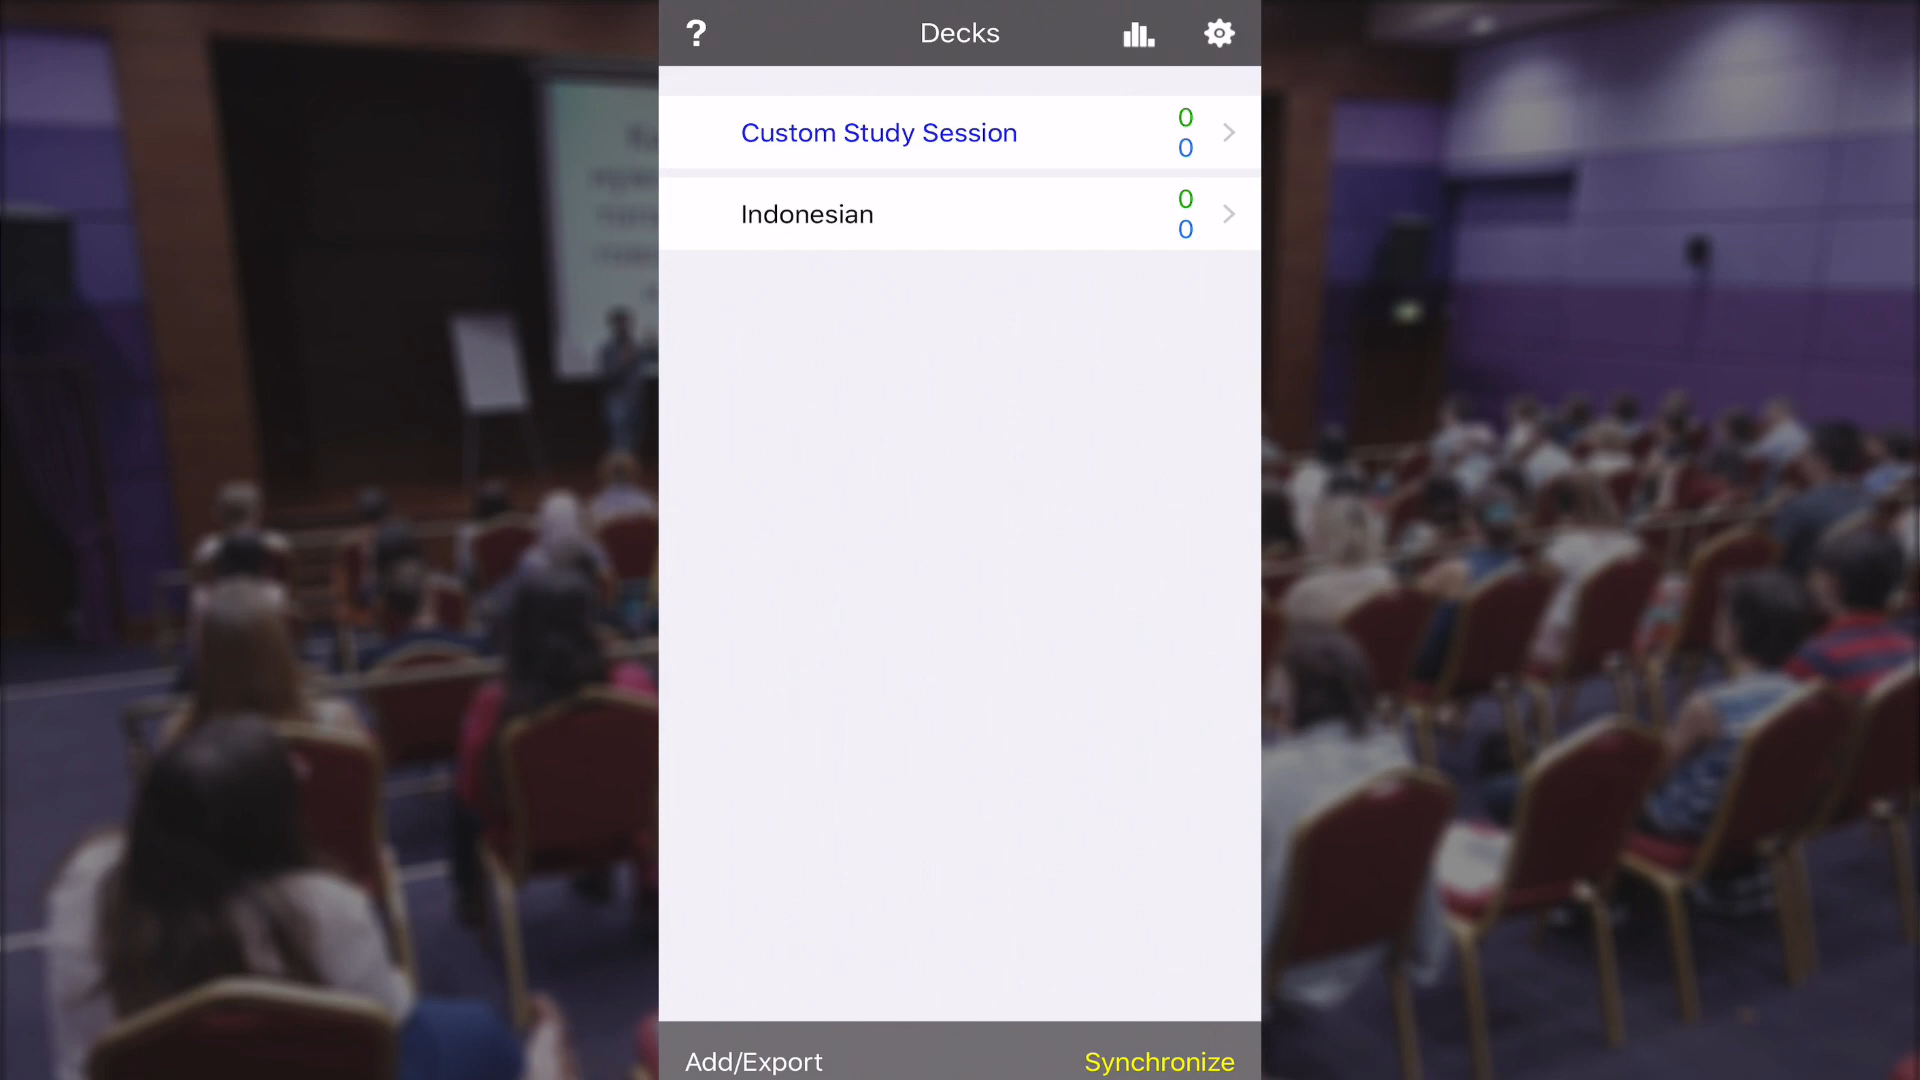 ?
Decks
Custom Study Session
0
0
Indonesian
0
0
Add/Export
Synchronize